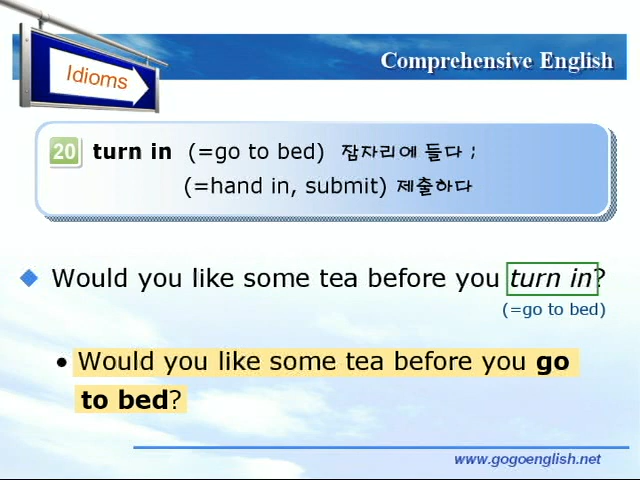 Idioms
Comprehensive English
20 turn in (=go to bed) 잠자리에 들다 ;
(=hand in, submit) 제출하다
Would you like some tea before you turn in?
(=go to bed)
• Would you like some tea before you go
to bed?
www.gogoenglish.net